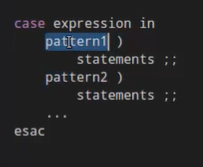 case expression in
pattern1 )
statements ;;
pattern2 )
statements ;;
...
esac